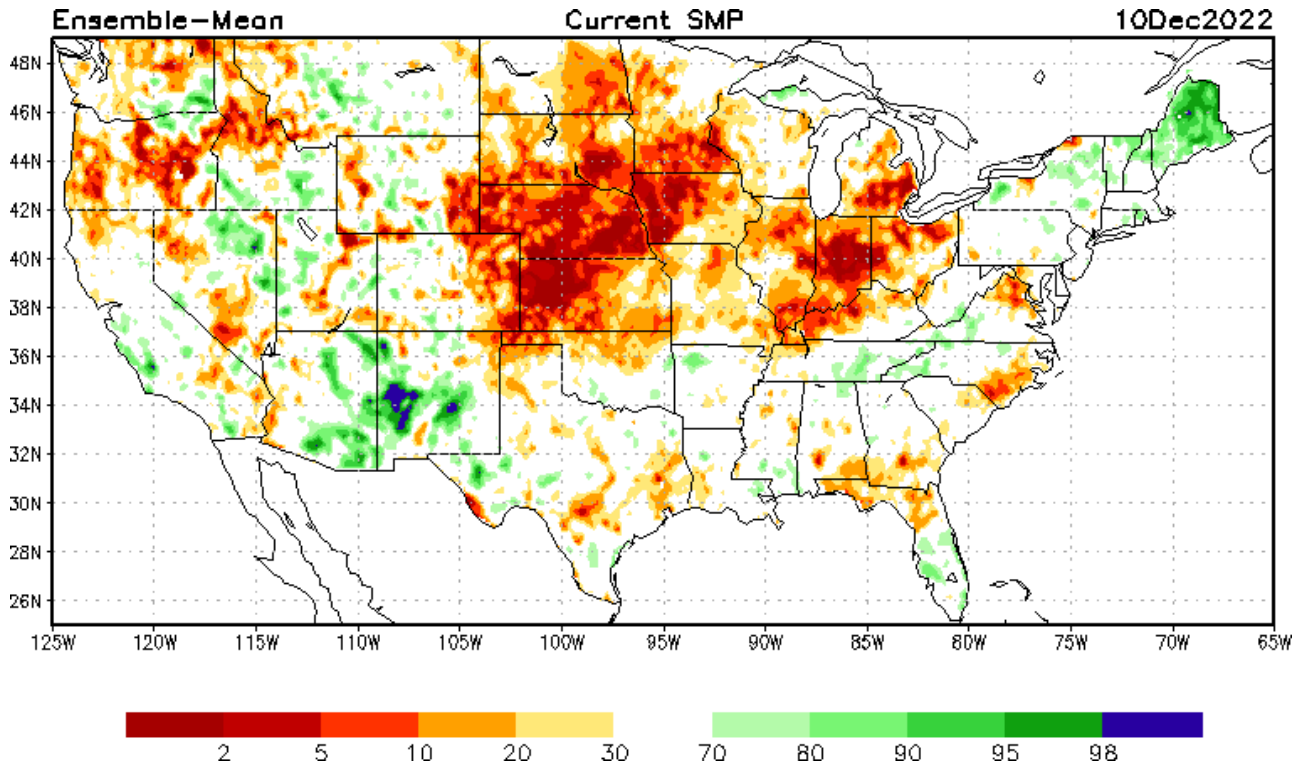 Ensemble-Mean Current SMP 10Dec2022
48N
46N
44N
42N
40N
38N
36N
34N
32N
30N
28N
26N
125W 120W 115W 110W 105W 100W 95W 90W 85W 80W 75W 70W 65W
2 5 10 20 30 70 80 90 95 98